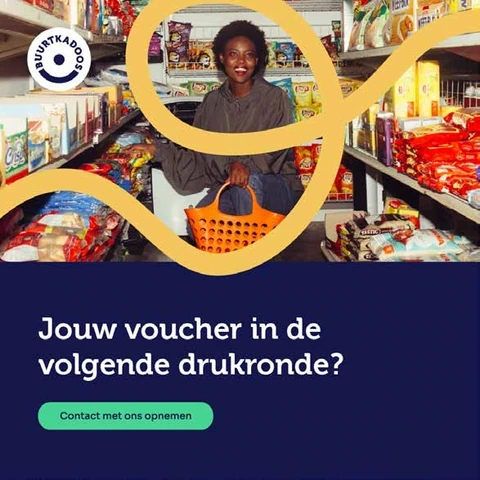 BUURTKADOOS
Jouw voucher in de
volgende drukronde?
Contact met ons opnemen